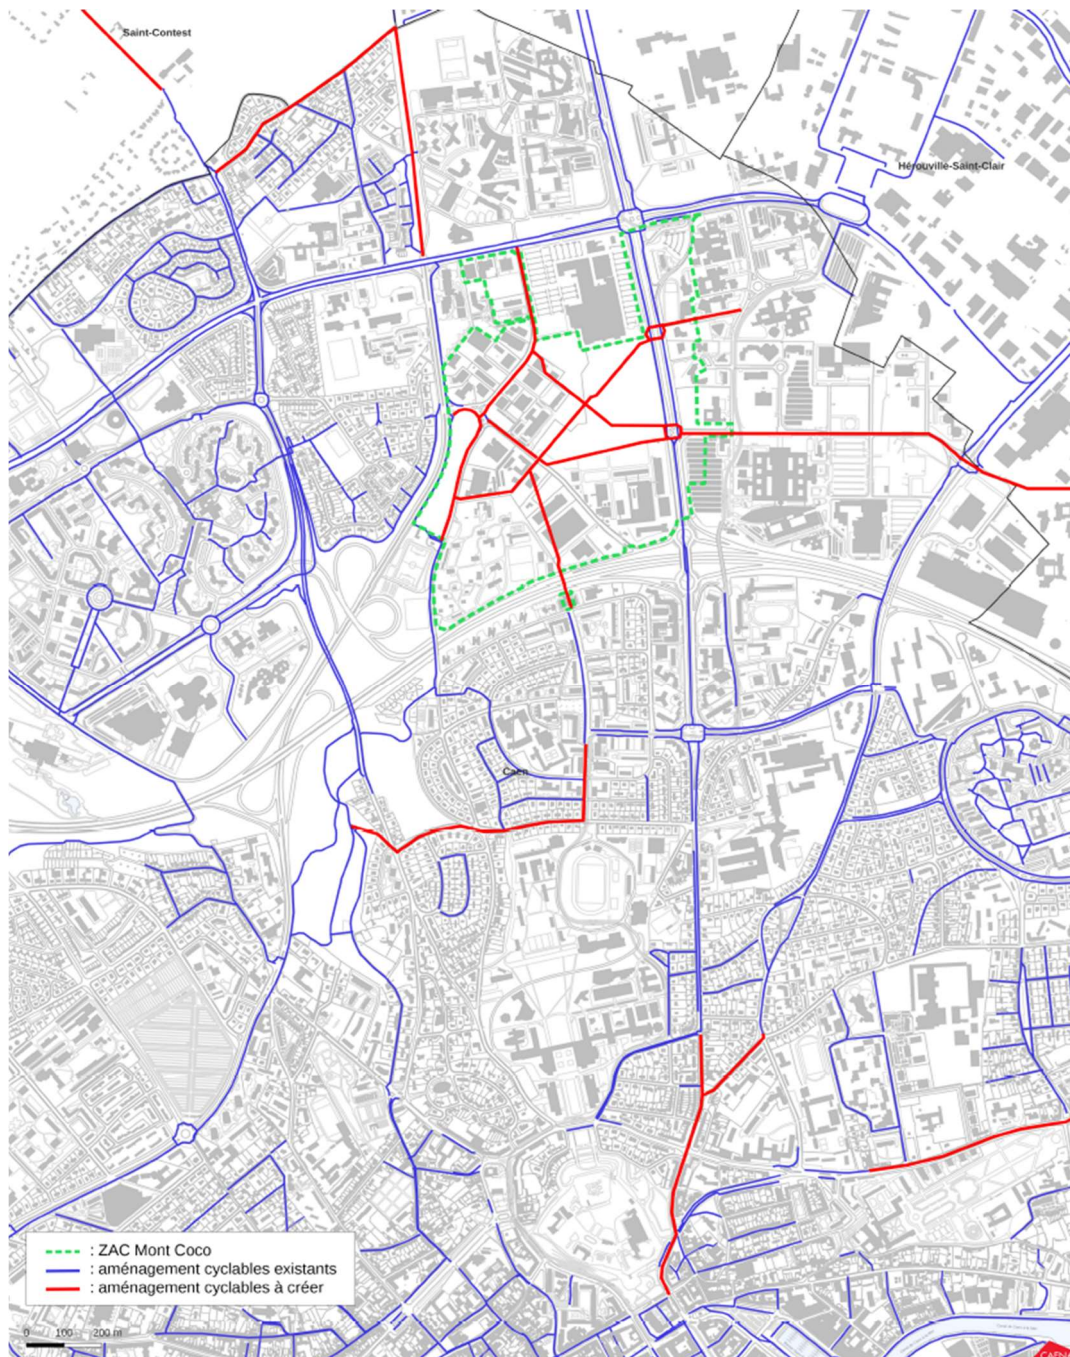 Saint-Contest
Hérouville-Saint-Clair
Caen
: ZAC Mont Coco
: aménagement cyclables existants
: aménagement cyclables à créer
0 100 200 m